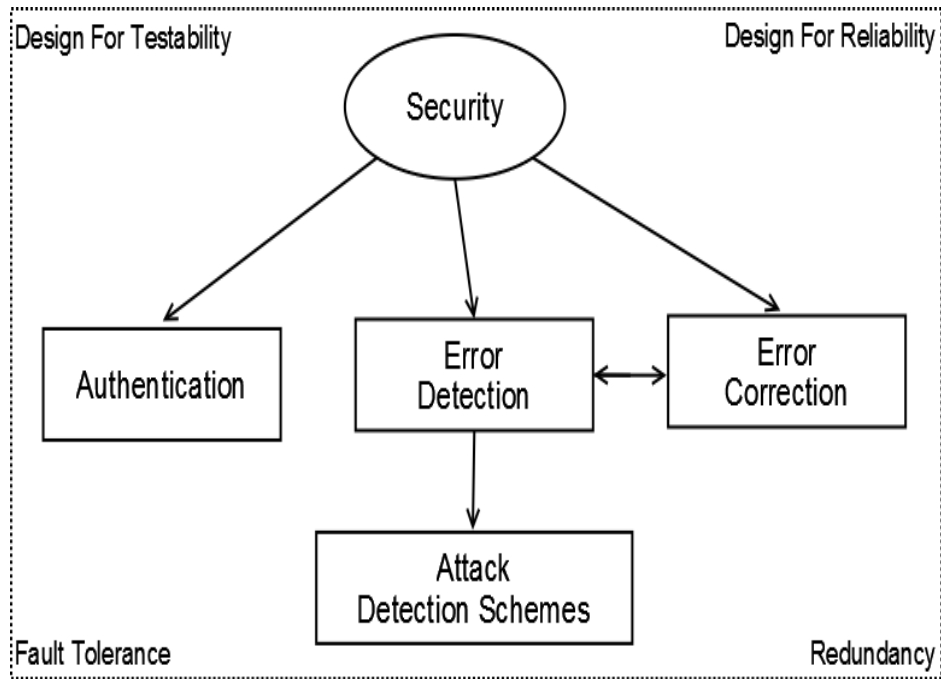 Design For Testability
Design For Reliability
Security
Authentication
Error
Detection
Error
Correction
Attack
Detection Schemes
Fault Tolerance
Redundancy